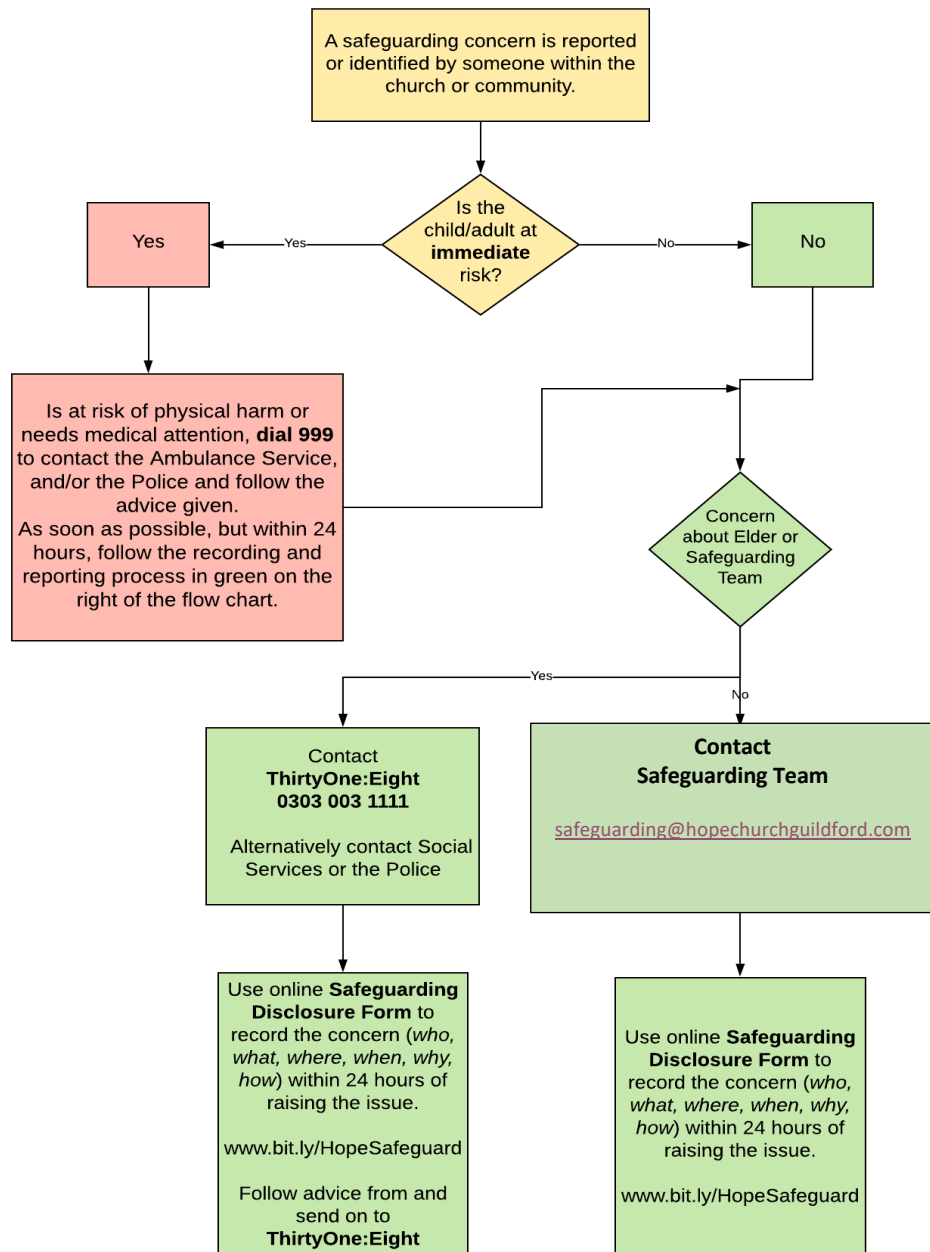 A safeguarding concern is reported
or identified by someone within the
church or community.
Is the
child/adult at
immediate
risk?
Yes
Yes
No
No
Is at risk of physical harm or
needs medical attention, dial 999
to contact the Ambulance Service,
and/or the Police and follow the
advice given.
As soon as possible, but within 24
hours, follow the recording and
reporting process in green on the
right of the flow chart.
Concern
about Elder or
Safeguarding
Team
Yes
No
Contact
ThirtyOne:Eight
0303 003 1111
Alternatively contact Social
Services or the Police
Contact
Safeguarding Team
safeguarding@hopechurchguildford.com
Use online Safeguarding
Disclosure Form to
record the concern (who,
what, where, when, why,
how) within 24 hours of
raising the issue.
www.bit.ly/HopeSafeguard
Follow advice from and
send on to
ThirtyOne:Eight
Use online Safeguarding
Disclosure Form to
record the concern (who,
what, where, when, why,
how) within 24 hours of
raising the issue.
www.bit.ly/HopeSafeguard